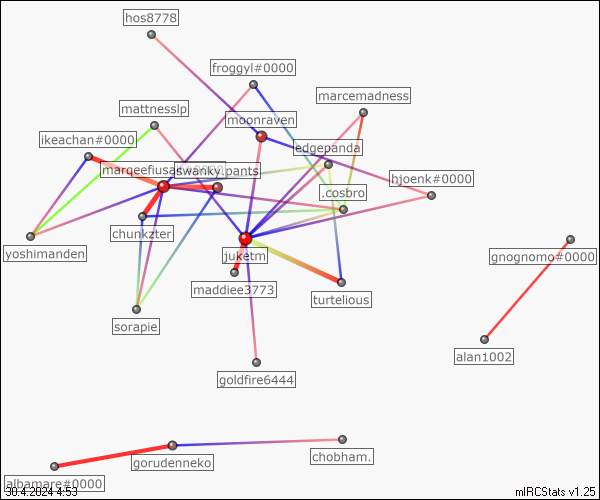 hos8778
froggyl#0000
marcemadness
mattnesslp
moonraven
ikeachan#0000
edgepanda
swanky.pants
hjoenk#0000
.cosbro
chunkzter
yoshimanden
juketm
gnognomo#0000
maddiee3773
turtelious
sorapie
alan1002
goldfire6444
chobham.
gorudenneko
albamare#0000
30.4.2024 4:53
mIRCStats v1.25